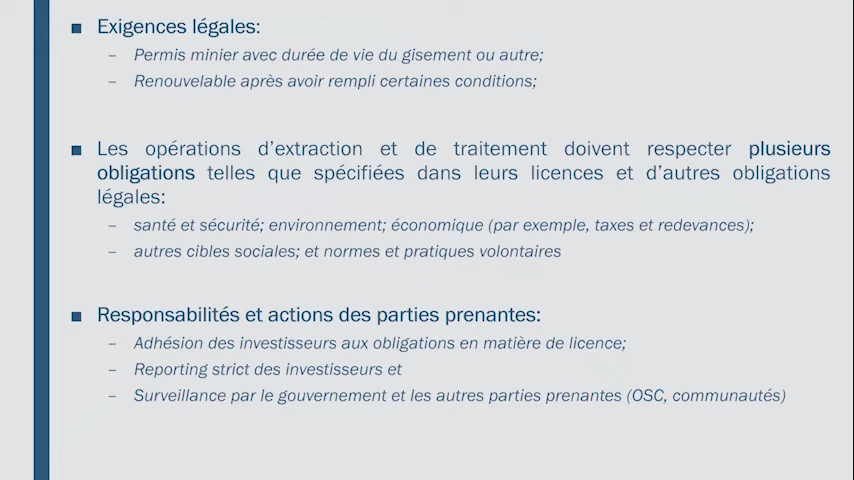 Exigences légales:
– Permis minier avec durée de vie du gisement ou autre;
– Renouvelable après avoir rempli certaines conditions;
Les opérations d’extraction et de traitement doivent respecter plusieurs
obligations telles que spécifiées dans leurs licences et d’autres obligations
légales:
– santé et sécurité; environnement; économique (par exemple, taxes et redevances);
– autres cibles sociales; et normes et pratiques volontaires
Responsabilités et actions des parties prenantes:
– Adhésion des investisseurs aux obligations en matière de licence;
– Reporting strict des investisseurs et
– Surveillance par le gouvernement et les autres parties prenantes (OSC, communautés)